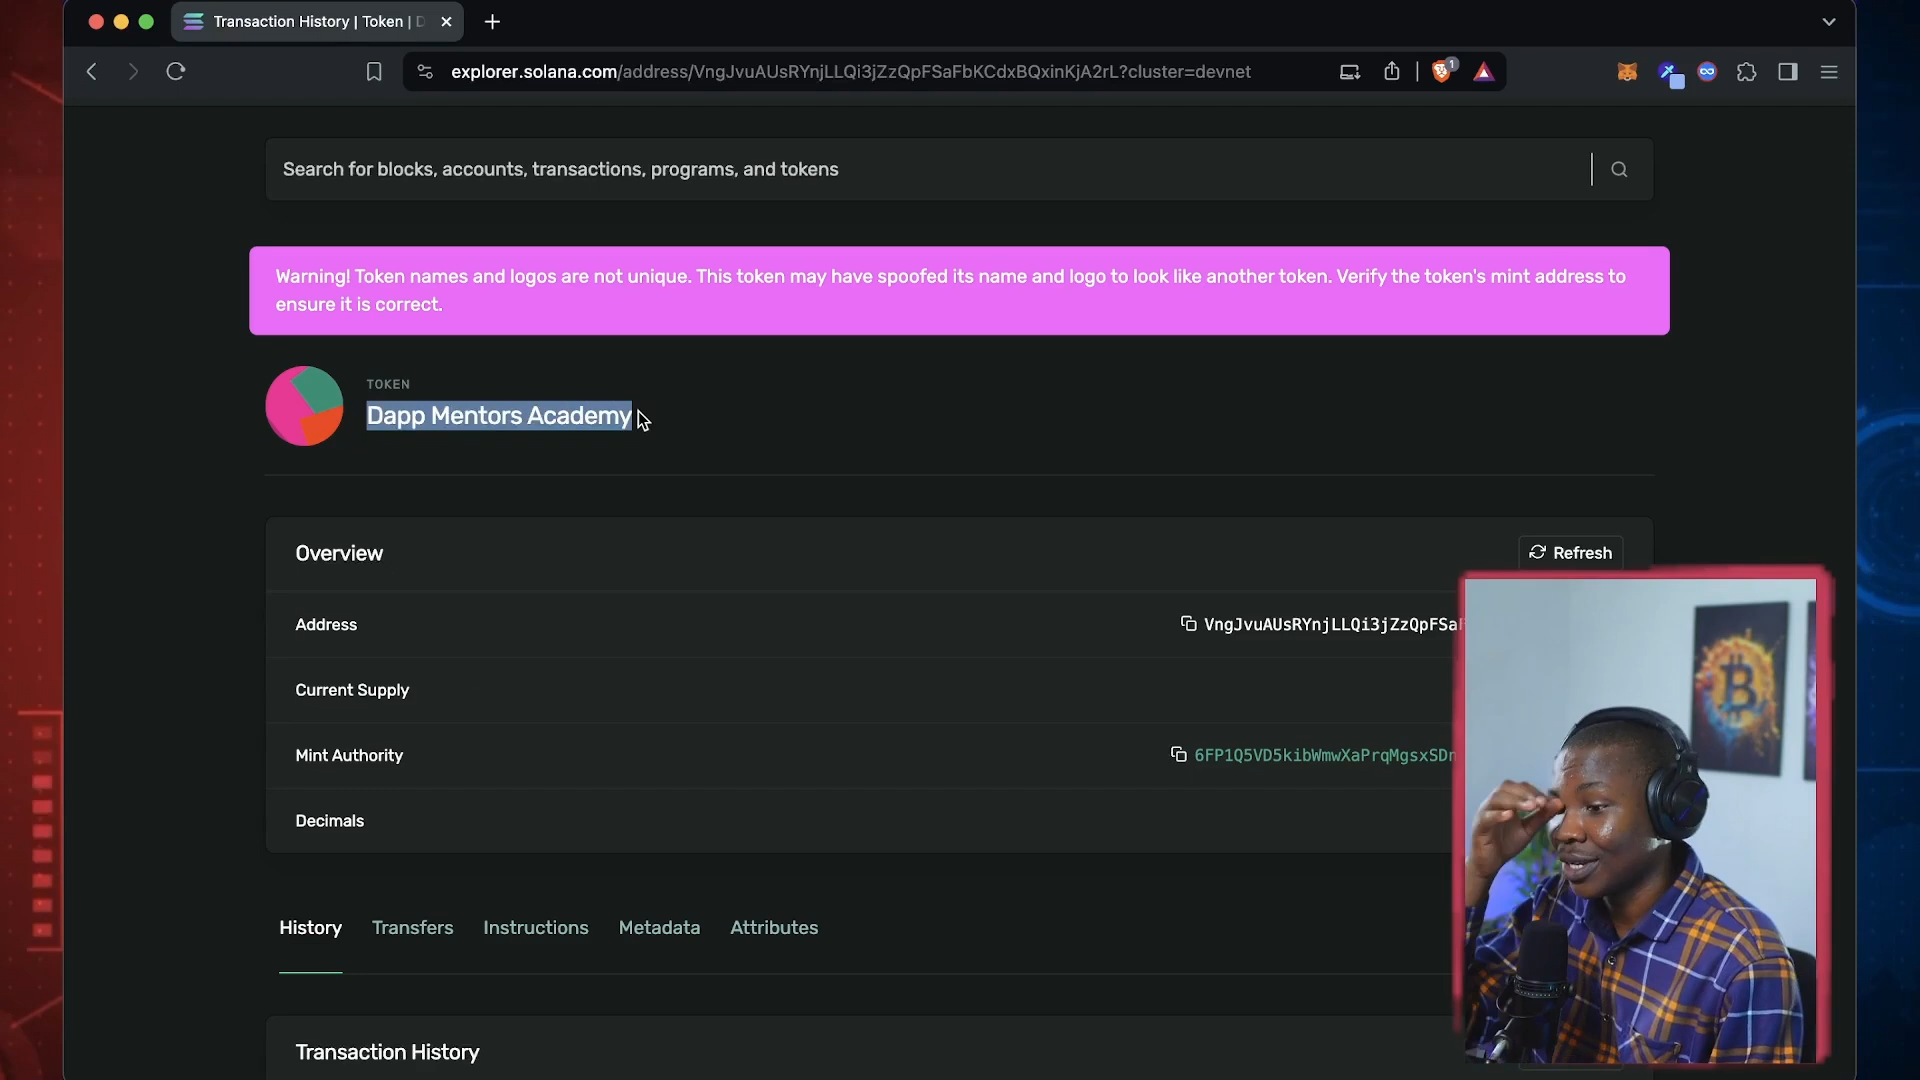 Transaction History | Token | D
explorer.solana.com/address/VngJvuAUsRYnjLLQi3jZzQpFSaFbKCdxBQxinKjA2rL?cluster=devnet
1
Search for blocks, accounts, transactions, programs, and tokens
Warning! Token names and logos are not unique. This token may have spoofed its name and logo to look like another token. Verify the token's mint address to
ensure it is correct.
TOKEN
Dapp Mentors Academy
Overview
Refresh
Address
VngJvuAUsRYnjLLQi3jZzQpFSaF
Current Supply
Mint Authority
6FP1Q5VD5kibWmwXaPrqMgsxSDr
Decimals
History Transfers Instructions Metadata Attributes
Transaction History